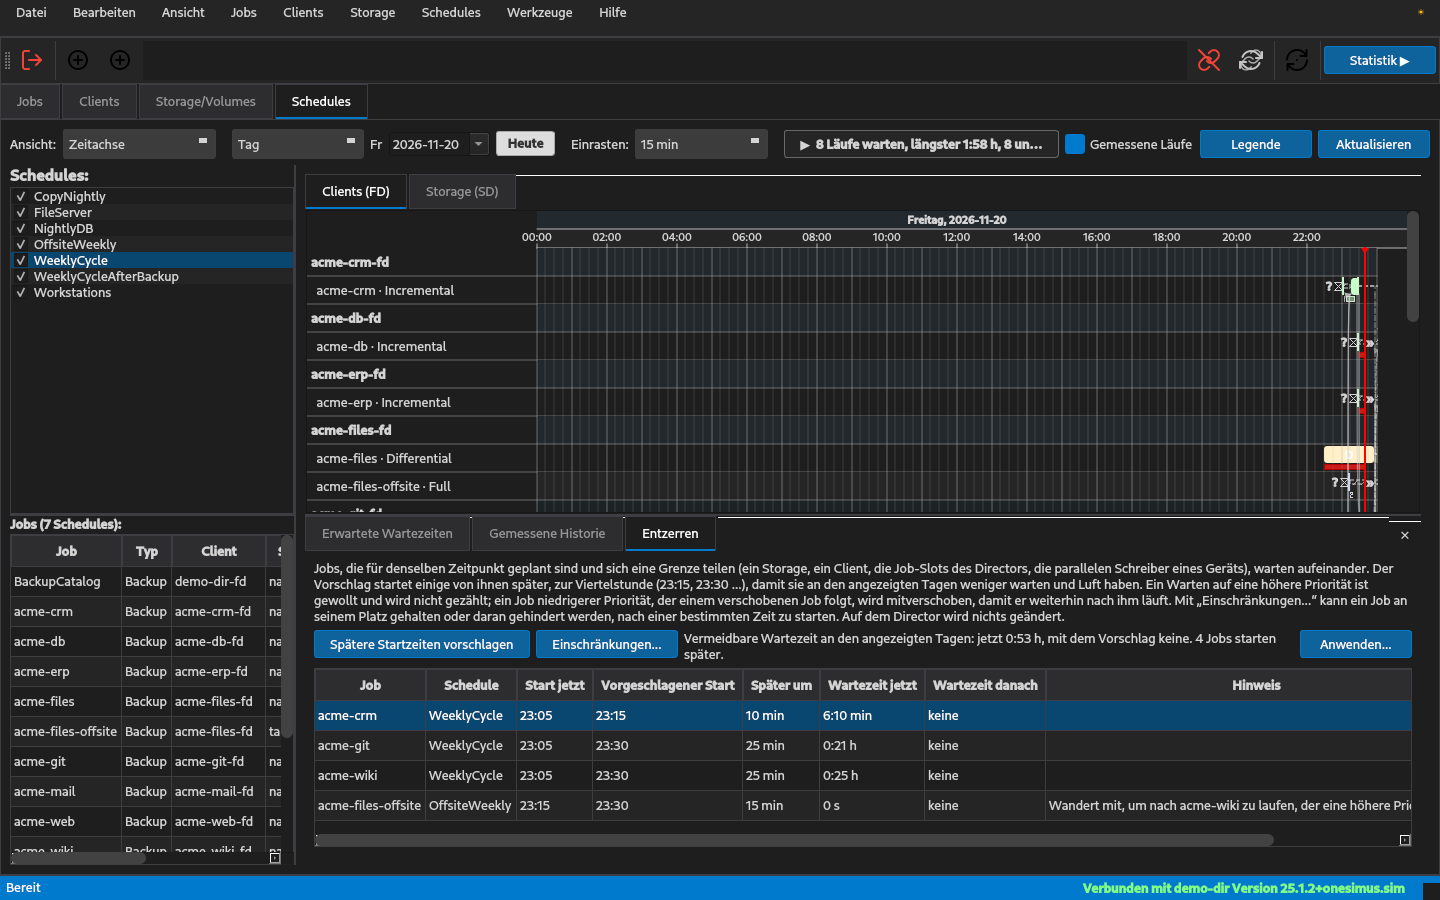 Datei Bearbeiten Ansicht Jobs Clients Storage Schedules Werkzeuge Hilfe
Statistik ▶
Jobs Clients Storage/Volumes Schedules
Ansicht: Zeitachse Tag Fr 2026-11-20 Heute Einrasten: 15 min ▶ 8 Läufe warten, längster 1:58 h, 8 un... Gemessene Läufe Legende Aktualisieren
Schedules:
✓ CopyNightly
✓ FileServer
✓ NightlyDB
✓ OffsiteWeekly
✓ WeeklyCycle
✓ WeeklyCycleAfterBackup
✓ Workstations
Clients (FD) Storage (SD)
Freitag, 2026-11-20
00:00 02:00 04:00 06:00 08:00 10:00 12:00 14:00 16:00 18:00 20:00 22:00
acme-crm-fd
acme-crm · Incremental
acme-db-fd
acme-db · Incremental
acme-erp-fd
acme-erp · Incremental
acme-files-fd
acme-files · Differential
acme-files-offsite · Full
Jobs (7 Schedules):
Job Typ Client
BackupCatalog Backup demo-dir-fd na
acme-crm Backup acme-crm-fd na
acme-db Backup acme-db-fd na
acme-erp Backup acme-erp-fd na
acme-files Backup acme-files-fd na
acme-files-offsite Backup acme-files-fd ta
acme-git Backup acme-git-fd na
acme-mail Backup acme-mail-fd na
acme-web Backup acme-web-fd na
acme-wiki Backup acme-wiki-fd na
Erwartete Wartezeiten Gemessene Historie Entzerren
Jobs, die für denselben Zeitpunkt geplant sind und sich eine Grenze teilen (ein Storage, ein Client, die Job-Slots des Directors, die parallelen Schreiber eines Geräts), warten aufeinander. Der
Vorschlag startet einige von ihnen später, zur Viertelstunde (23:15, 23:30 ...), damit sie an den angezeigten Tagen weniger warten und Luft haben. Ein Warten auf eine höhere Priorität ist
gewollt und wird nicht gezählt; ein Job niedrigerer Priorität, der einem verschobenen Job folgt, wird mitverschoben, damit er weiterhin nach ihm läuft. Mit „Einschränkungen...“ kann ein Job an
seinem Platz gehalten oder daran gehindert werden, nach einer bestimmten Zeit zu starten. Auf dem Director wird nichts geändert.
Spätere Startzeiten vorschlagen Einschränkungen... Vermeidbare Wartezeit an den angezeigten Tagen: jetzt 0:53 h, mit dem Vorschlag keine. 4 Jobs starten
später.
Anwenden...
Job Schedule Start jetzt Vorgeschlagener Start Später um Wartezeit jetzt Wartezeit danach Hinweis
acme-crm WeeklyCycle 23:05 23:15 10 min 6:10 min keine
acme-git WeeklyCycle 23:05 23:30 25 min 0:21 h keine
acme-wiki WeeklyCycle 23:05 23:30 25 min 0:25 h keine
acme-files-offsite OffsiteWeekly 23:15 23:30 15 min 0 s keine Wandert mit, um nach acme-wiki zu laufen, der eine höhere Prio
Bereit
Verbunden mit demo-dir Version 25.1.2+onesimus.sim